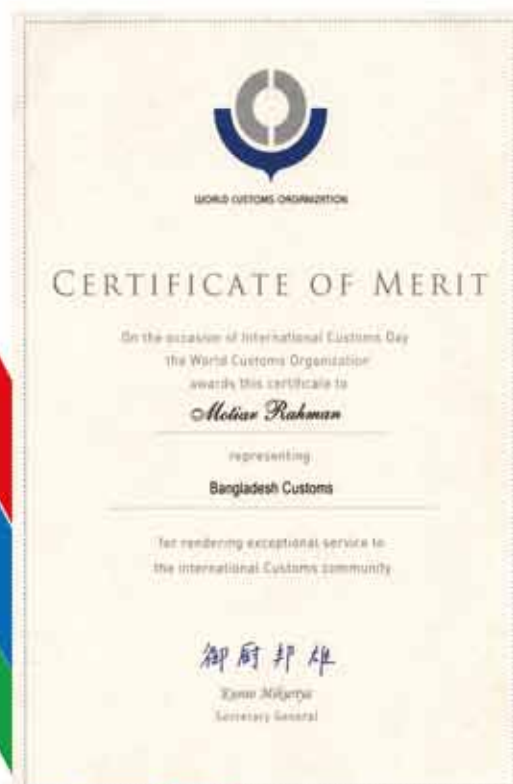 WORLD CUSTOMS ORGANIZATION
CERTIFICATE OF MERIT
On the occasion of International Customs Day
the World Customs Organization
awards this certificate to
Motiar Rahman
representing
Bangladesh Customs
for rendering exceptional service to
the international Customs community
御厨邦雄
Kunio Mikuriya
Secretary General